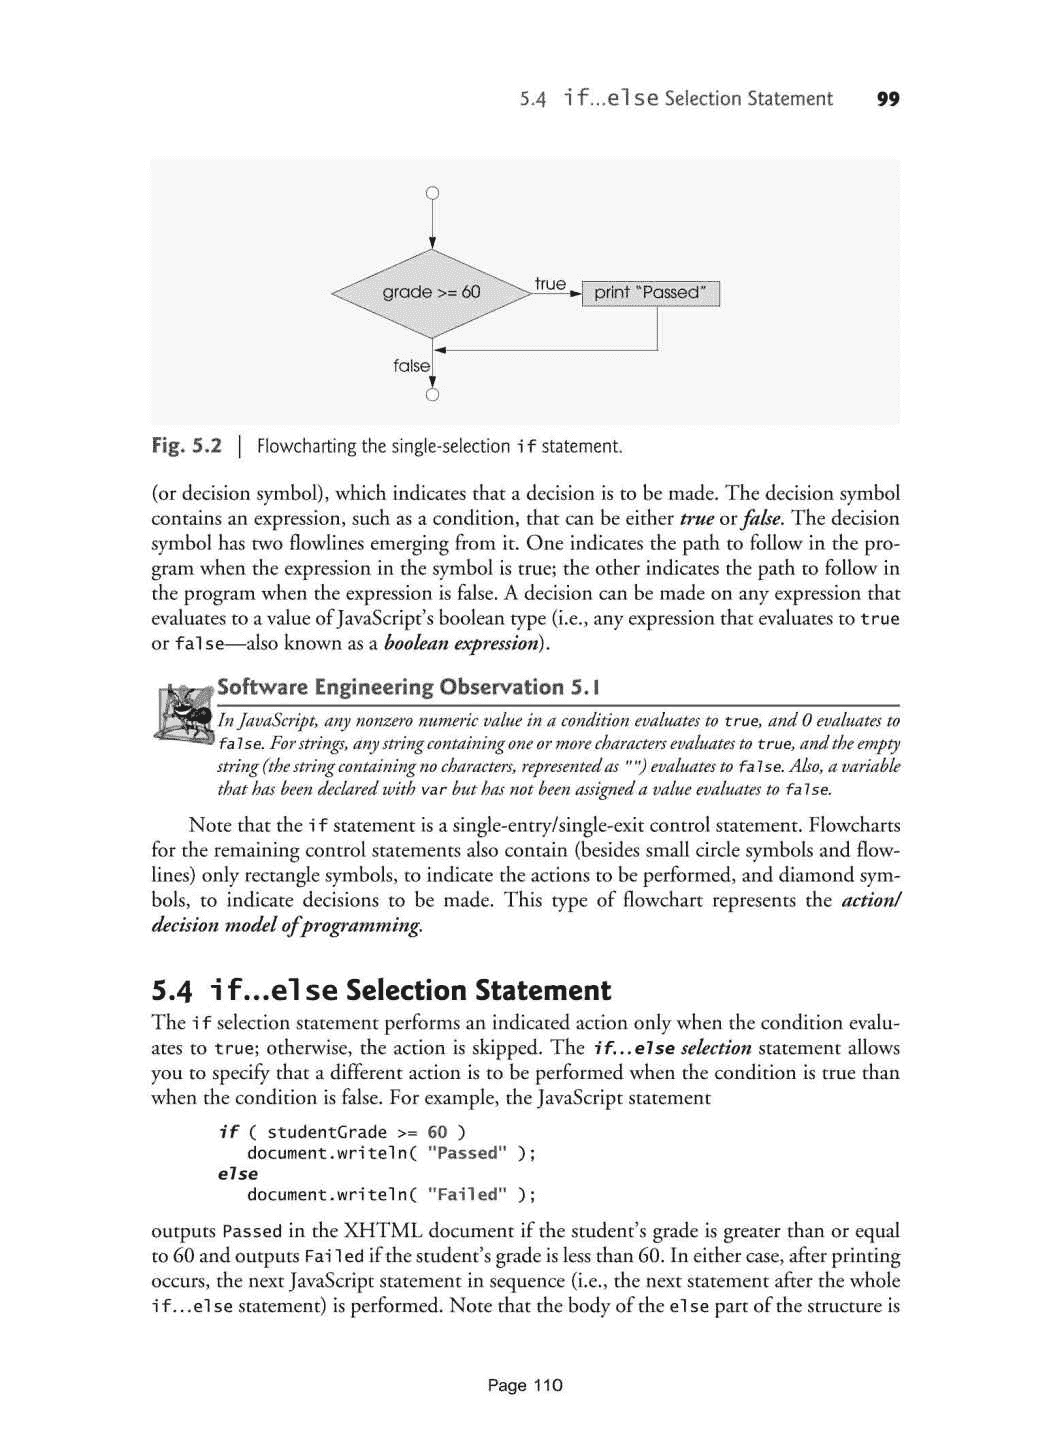 5.4 if...else Selection Statement 99
grade >= 60
true
print "Passed"
false
Fig. 5.2 | Flowcharting the single-selection if statement.
(or decision symbol), which indicates that a decision is to be made. The decision symbol
contains an expression, such as a condition, that can be either true or false. The decision
symbol has two flowlines emerging from it. One indicates the path to follow in the pro-
gram when the expression in the symbol is true; the other indicates the path to follow in
the program when the expression is false. A decision can be made on any expression that
evaluates to a value of JavaScript's boolean type (i.e., any expression that evaluates to true
or false—also known as a boolean expression).
Software Engineering Observation 5.1
In JavaScript, any nonzero numeric value in a condition evaluates to true, and 0 evaluates to
false. For strings, any string containing one or more characters evaluates to true, and the empty
string (the string containing no characters, represented as "") evaluates to false. Also, a variable
that has been declared with var but has not been assigned a value evaluates to false.
Note that the if statement is a single-entry/single-exit control statement. Flowcharts
for the remaining control statements also contain (besides small circle symbols and flow-
lines) only rectangle symbols, to indicate the actions to be performed, and diamond sym-
bols, to indicate decisions to be made. This type of flowchart represents the action/
decision model of programming.
5.4 if...else Selection Statement
The if selection statement performs an indicated action only when the condition evalu-
ates to true; otherwise, the action is skipped. The if...else selection statement allows
you to specify that a different action is to be performed when the condition is true than
when the condition is false. For example, the JavaScript statement
if ( studentGrade >= 60 )
document.writeln( "Passed" );
else
document.writeln( "Failed" );
outputs Passed in the XHTML document if the student's grade is greater than or equal
to 60 and outputs Failed if the student's grade is less than 60. In either case, after printing
occurs, the next JavaScript statement in sequence (i.e., the next statement after the whole
if...else statement) is performed. Note that the body of the else part of the structure is
Page 110